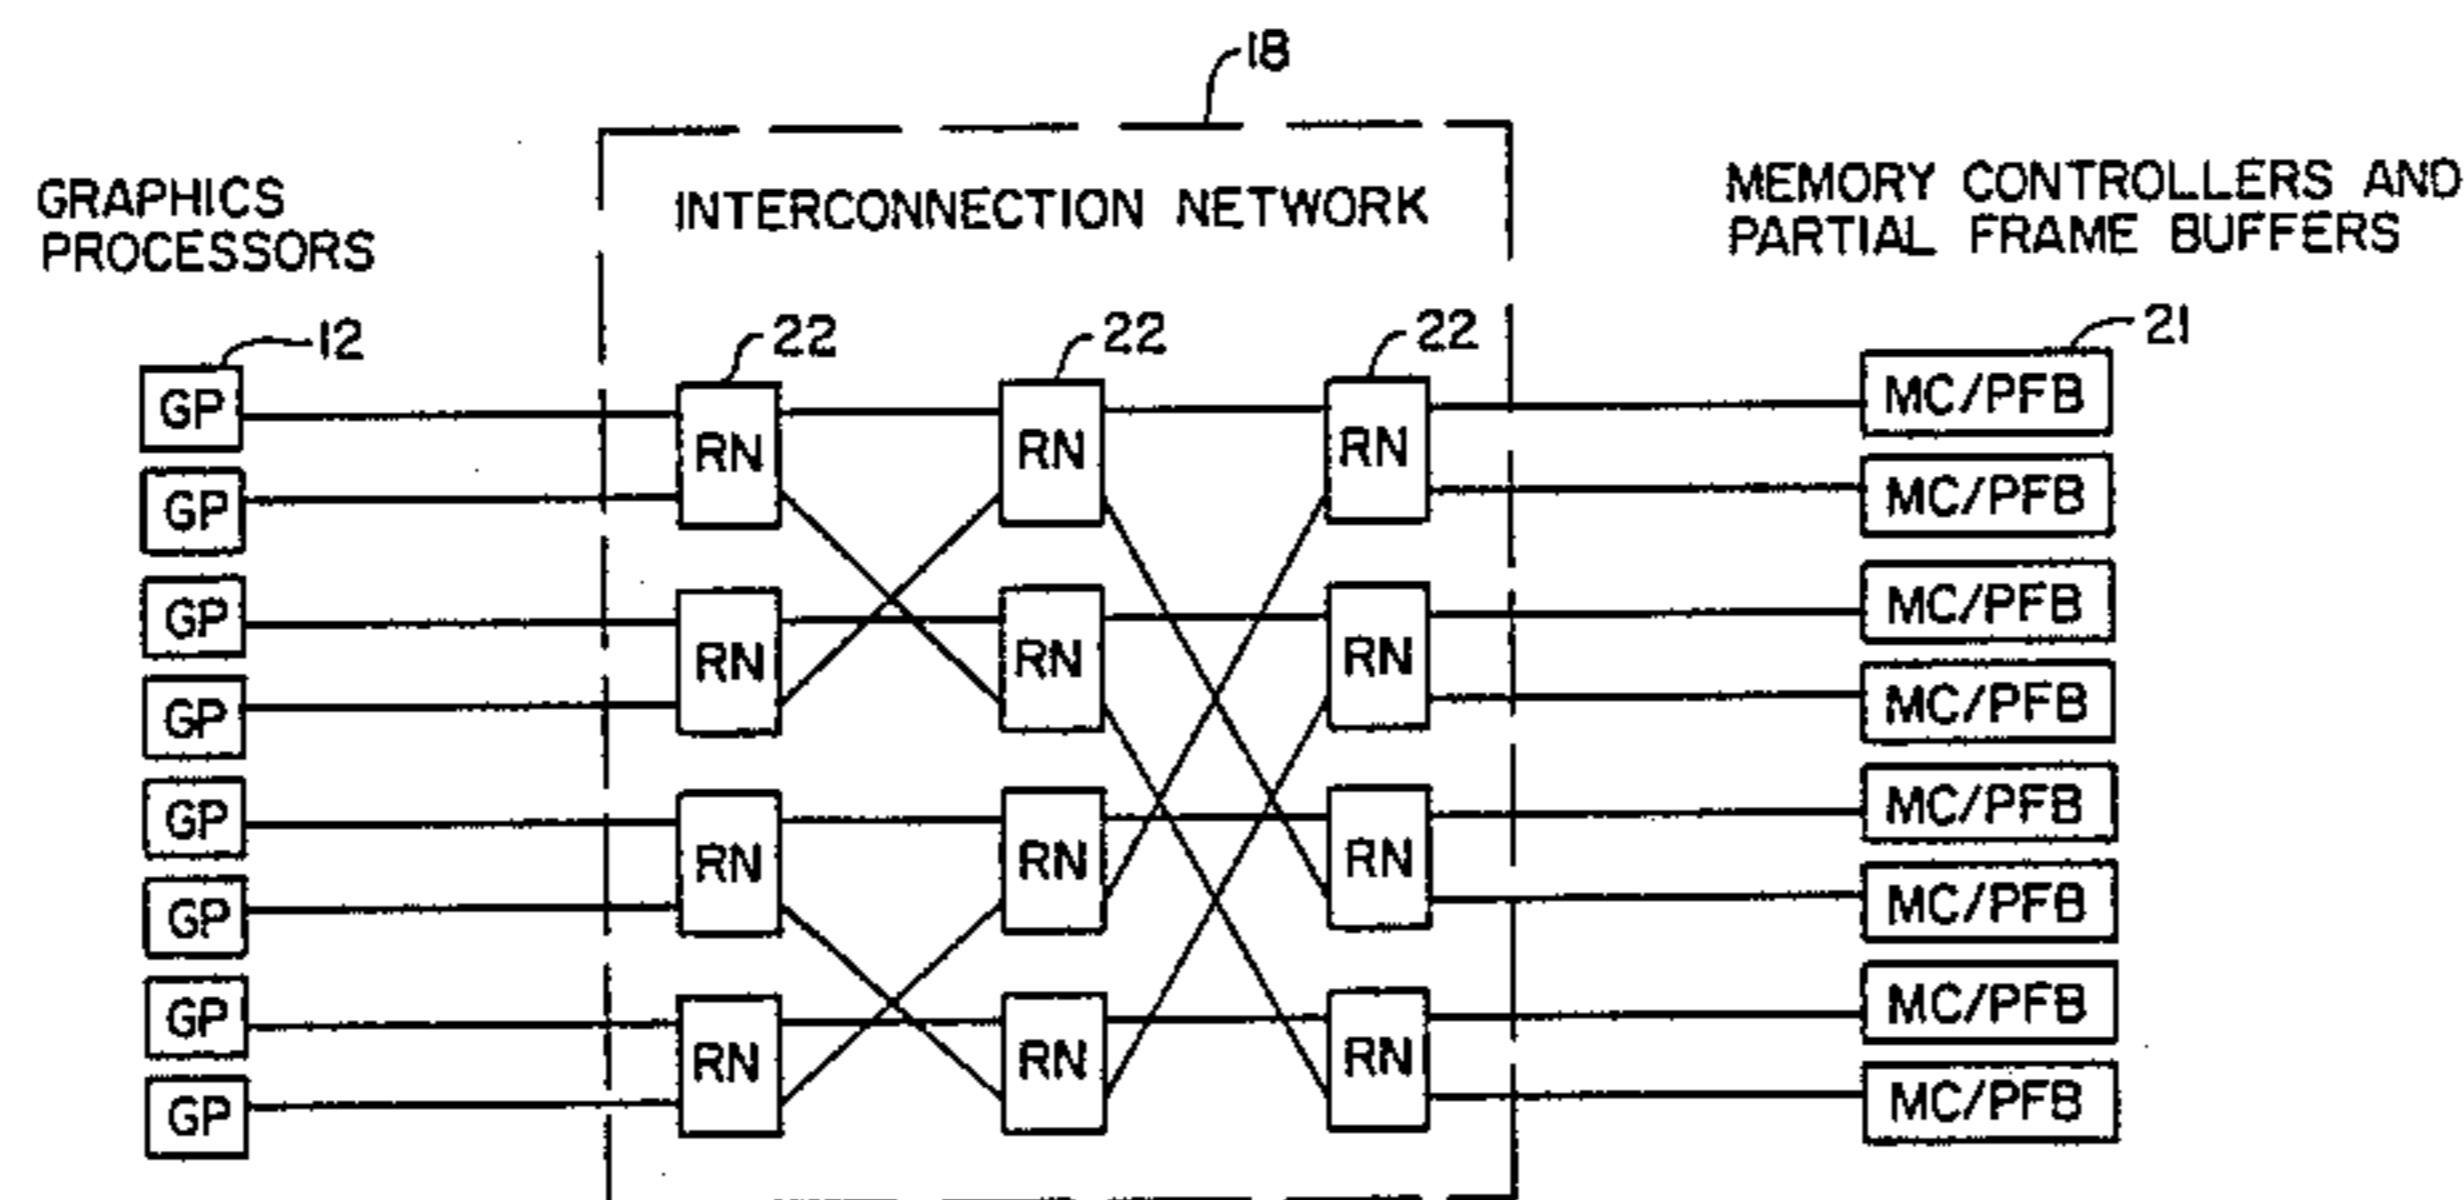 18
GRAPHICS
PROCESSORS
INTERCONNECTION NETWORK
MEMORY CONTROLLERS AND
PARTIAL FRAME BUFFERS
12
22
22
22
21
GP
RN
RN
RN
MC/PFB
GP
MC/PFB
GP
RN
RN
RN
MC/PFB
GP
MC/PFB
GP
RN
RN
RN
MC/PFB
GP
MC/PFB
GP
RN
RN
RN
MC/PFB
GP
MC/PFB